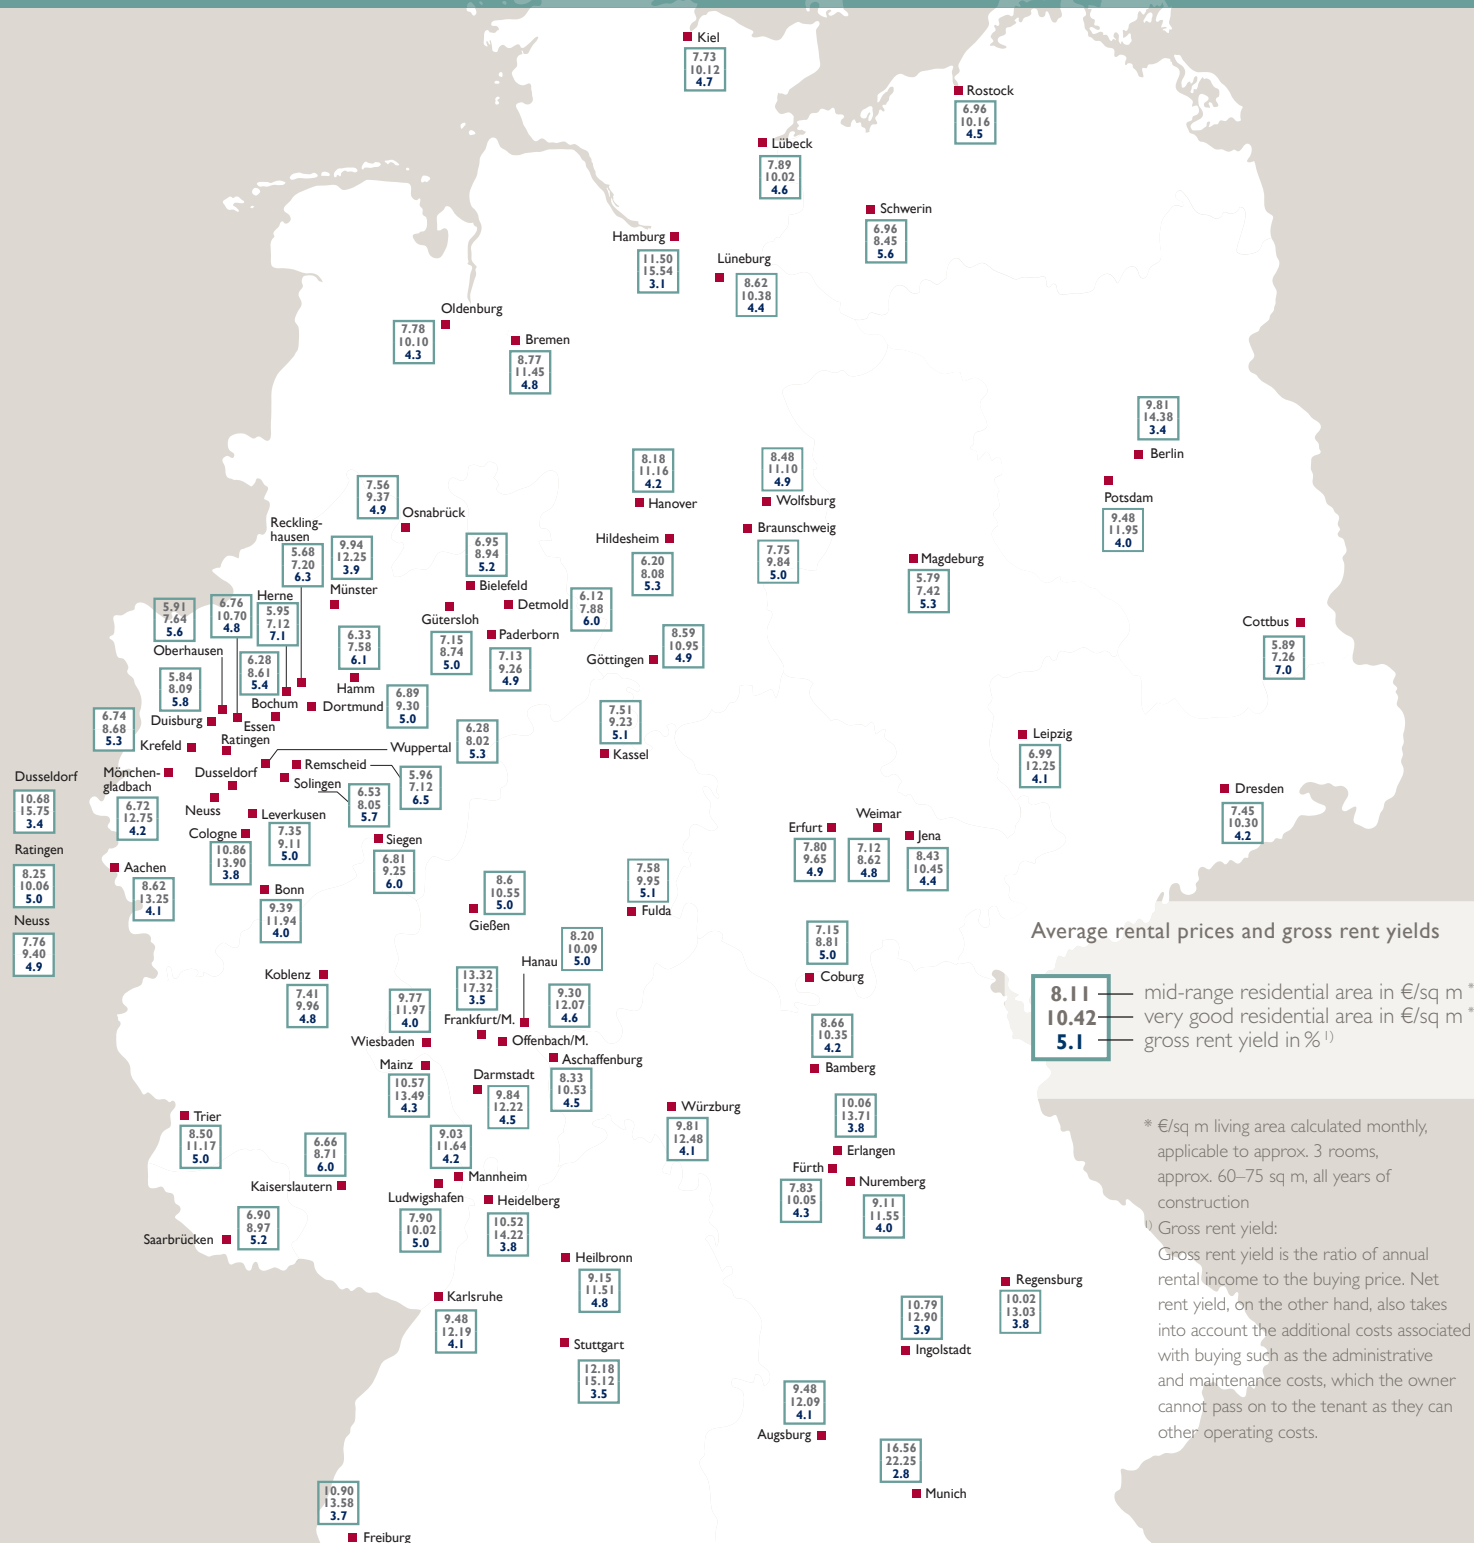 Kiel
7.73
10.12
4.7
Rostock
6.96
10.16
4.5
Lübeck
7.89
10.02
4.6
Schwerin
6.96
8.45
5.6
Hamburg
11.50
15.54
3.1
Lüneburg
8.62
10.38
4.4
Oldenburg
7.78
10.10
4.3
Bremen
8.77
11.45
4.8
9.81
14.38
3.4
Berlin
Potsdam
9.48
11.95
4.0
8.18
11.16
4.2
Hanover
8.48
11.10
4.9
Wolfsburg
7.56
9.37
4.9
Osnabrück
Reckling-
hausen
5.68
7.20
6.3
9.94
12.25
3.9
Münster
6.95
8.94
5.2
Bielefeld
Hildesheim
6.20
8.08
5.3
Braunschweig
7.75
9.84
5.0
Magdeburg
5.79
7.42
5.3
5.91
7.64
5.6
Oberhausen
6.76
10.70
4.8
Herne
5.95
7.12
7.1
Gütersloh
7.15
8.74
5.0
Detmold
6.12
7.88
6.0
Paderborn
7.13
9.26
4.9
Göttingen
8.59
10.95
4.9
Cottbus
5.89
7.26
7.0
6.33
7.58
6.1
Hamm
6.28
8.61
5.4
Bochum
5.84
8.09
5.8
Duisburg
Essen
Dortmund
6.89
9.30
5.0
6.74
8.68
5.3
Krefeld
Ratingen
Wuppertal
6.28
8.02
5.3
7.51
9.23
5.1
Kassel
Leipzig
6.99
12.25
4.1
Dresden
7.45
10.30
4.2
Dusseldorf
10.68
15.75
3.4
Ratingen
8.25
10.06
5.0
Neuss
7.76
9.40
4.9
Mönchen-
gladbach
6.72
12.75
4.2
Dusseldorf
Neuss
Remscheid
5.96
7.12
6.5
Solingen
6.53
8.05
5.7
Leverkusen
7.35
9.11
5.0
Cologne
10.86
13.90
3.8
Siegen
6.81
9.25
6.0
Aachen
8.62
13.25
4.1
Bonn
9.39
11.94
4.0
8.6
10.55
5.0
Gießen
7.58
9.95
5.1
Fulda
Erfurt
7.80
9.65
4.9
Weimar
7.12
8.62
4.8
Jena
8.43
10.45
4.4
7.15
8.81
5.0
Coburg
Koblenz
7.41
9.96
4.8
9.77
11.97
4.0
Wiesbaden
13.32
17.32
3.5
Frankfurt/M.
Hanau
8.20
10.09
5.0
9.30
12.07
4.6
Offenbach/M.
Mainz
10.57
13.49
4.3
Darmstadt
9.84
12.22
4.5
Aschaffenburg
8.33
10.53
4.5
8.66
10.35
4.2
Bamberg
Würzburg
9.81
12.48
4.1
10.06
13.71
3.8
Erlangen
Trier
8.50
11.17
5.0
6.66
8.71
6.0
Kaiserslautern
9.03
11.64
4.2
Mannheim
Ludwigshafen
7.90
10.02
5.0
Heidelberg
10.52
14.22
3.8
Fürth
7.83
10.05
4.3
Nuremberg
9.11
11.55
4.0
Saarbrücken
6.90
8.97
5.2
Heilbronn
9.15
11.51
4.8
Karlsruhe
9.48
12.19
4.1
Stuttgart
12.18
15.12
3.5
Regensburg
10.02
13.03
3.8
10.79
12.90
3.9
Ingolstadt
9.48
12.09
4.1
Augsburg
16.56
22.25
2.8
Munich
10.90
13.58
3.7
Freiburg
Average rental prices and gross rent yields
8.11 mid-range residential area in €/sq m *
10.42 very good residential area in €/sq m *
5.1 gross rent yield in % 1)
* €/sq m living area calculated monthly,
applicable to approx. 3 rooms,
approx. 60–75 sq m, all years of
construction
1) Gross rent yield:
Gross rent yield is the ratio of annual
rental income to the buying price. Net
rent yield, on the other hand, also takes
into account the additional costs associated
with buying such as the administrative
and maintenance costs, which the owner
cannot pass on to the tenant as they can
other operating costs.